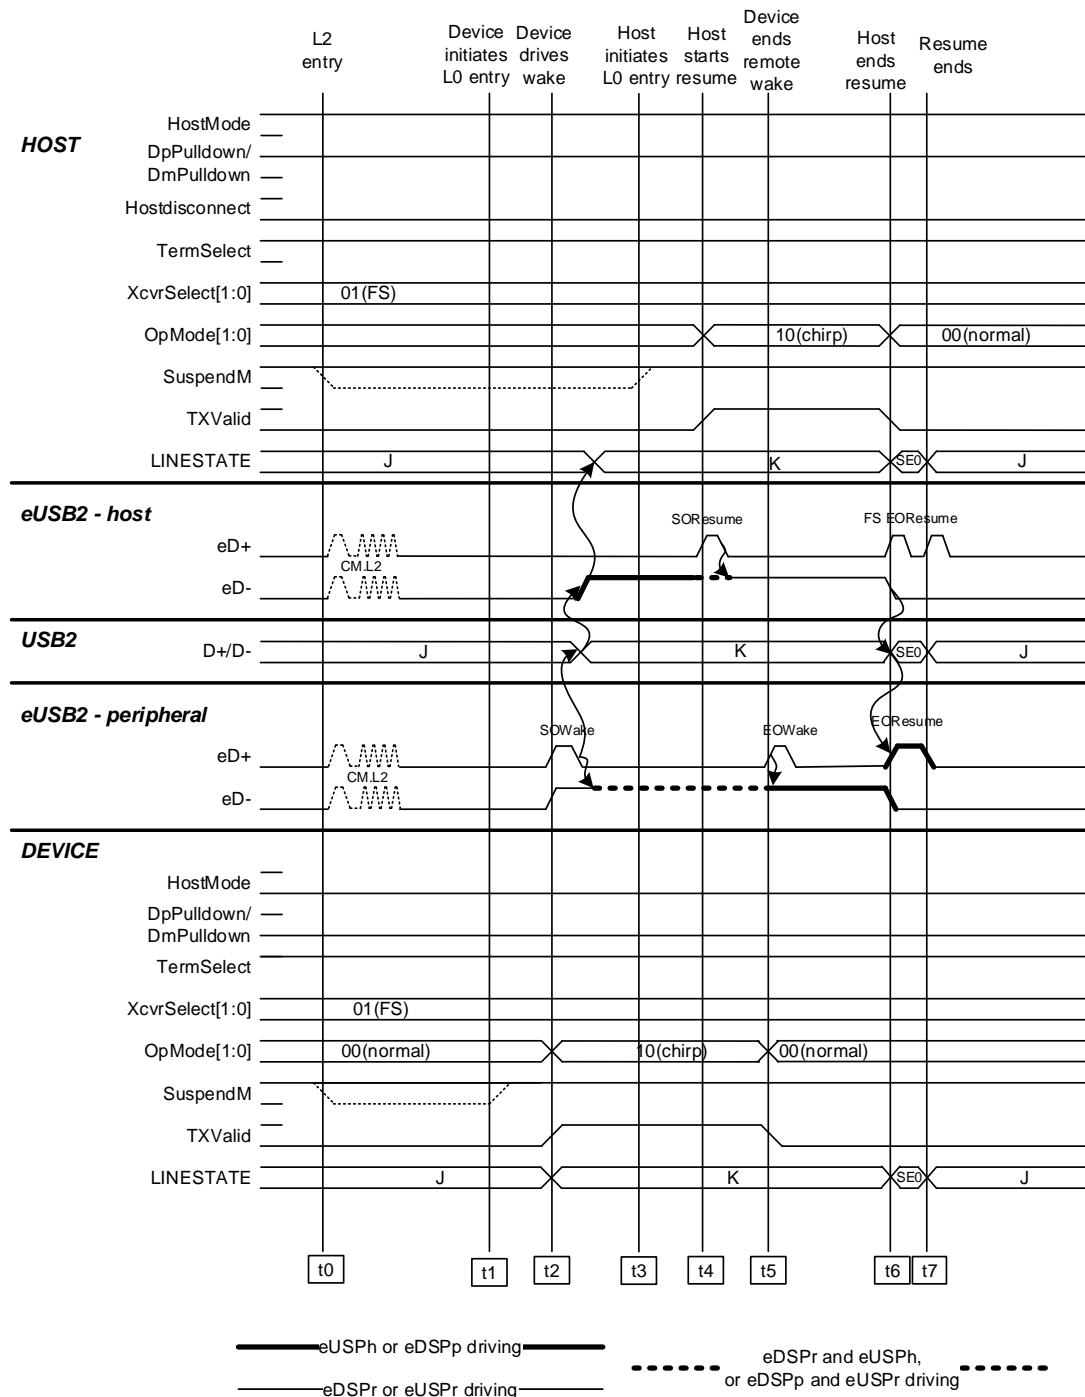 L2
entry
Device
initiates
L0 entry
Device
drives
wake
Host
initiates
L0 entry
Host
starts
resume
Device
ends
remote
wake
Host
ends
resume
Resume
ends
HOST
HostMode
DpPulldown/
DmPulldown
Hostdisconnect
TermSelect
XcvrSelect[1:0]
01(FS)
OpMode[1:0]
10(chirp)
00(normal)
SuspendM
TXValid
LINESTATE
J
K
SE0
J
eUSB2 - host
SOResume
FS EOResume
eD+
CM.L2
eD-
USB2
D+/D-
J
K
SE0
J
eUSB2 - peripheral
SOWake
EOWake
EOResume
eD+
CM.L2
eD-
DEVICE
HostMode
DpPulldown/
DmPulldown
TermSelect
XcvrSelect[1:0]
01(FS)
OpMode[1:0]
00(normal)
10(chirp)
00(normal)
SuspendM
TXValid
LINESTATE
J
K
SE0
J
t0
t1
t2
t3
t4
t5
t6
t7
eUSPh or eDSPp driving
eDSPr or eUSPr driving
eDSPr and eUSPh,
or eDSPp and eUSPr driving